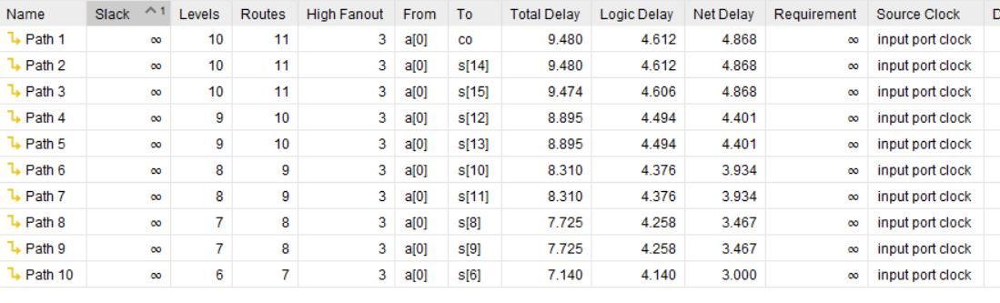 Name Slack ^1 Levels Routes High Fanout From To Total Delay Logic Delay Net Delay Requirement Source Clock D
Path 1 ∞ 10 11 3 a[0] co 9.480 4.612 4.868 ∞ input port clock
Path 2 ∞ 10 11 3 a[0] s[14] 9.480 4.612 4.868 ∞ input port clock
Path 3 ∞ 10 11 3 a[0] s[15] 9.474 4.606 4.868 ∞ input port clock
Path 4 ∞ 9 10 3 a[0] s[12] 8.895 4.494 4.401 ∞ input port clock
Path 5 ∞ 9 10 3 a[0] s[13] 8.895 4.494 4.401 ∞ input port clock
Path 6 ∞ 8 9 3 a[0] s[10] 8.310 4.376 3.934 ∞ input port clock
Path 7 ∞ 8 9 3 a[0] s[11] 8.310 4.376 3.934 ∞ input port clock
Path 8 ∞ 7 8 3 a[0] s[8] 7.725 4.258 3.467 ∞ input port clock
Path 9 ∞ 7 8 3 a[0] s[9] 7.725 4.258 3.467 ∞ input port clock
Path 10 ∞ 6 7 3 a[0] s[6] 7.140 4.140 3.000 ∞ input port clock